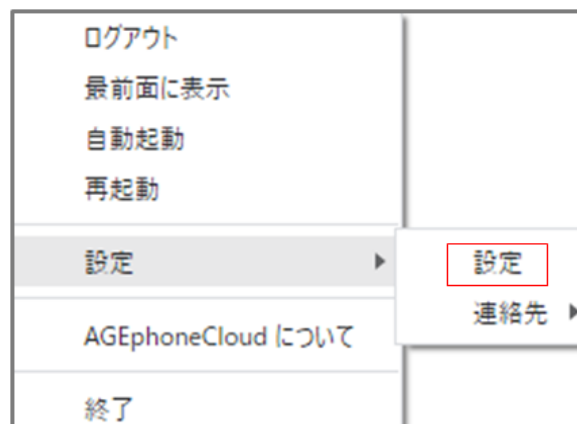 ログアウト
最前面に表示
自動起動
再起動
設定
設定
連絡先
AGEphoneCloud について
終了